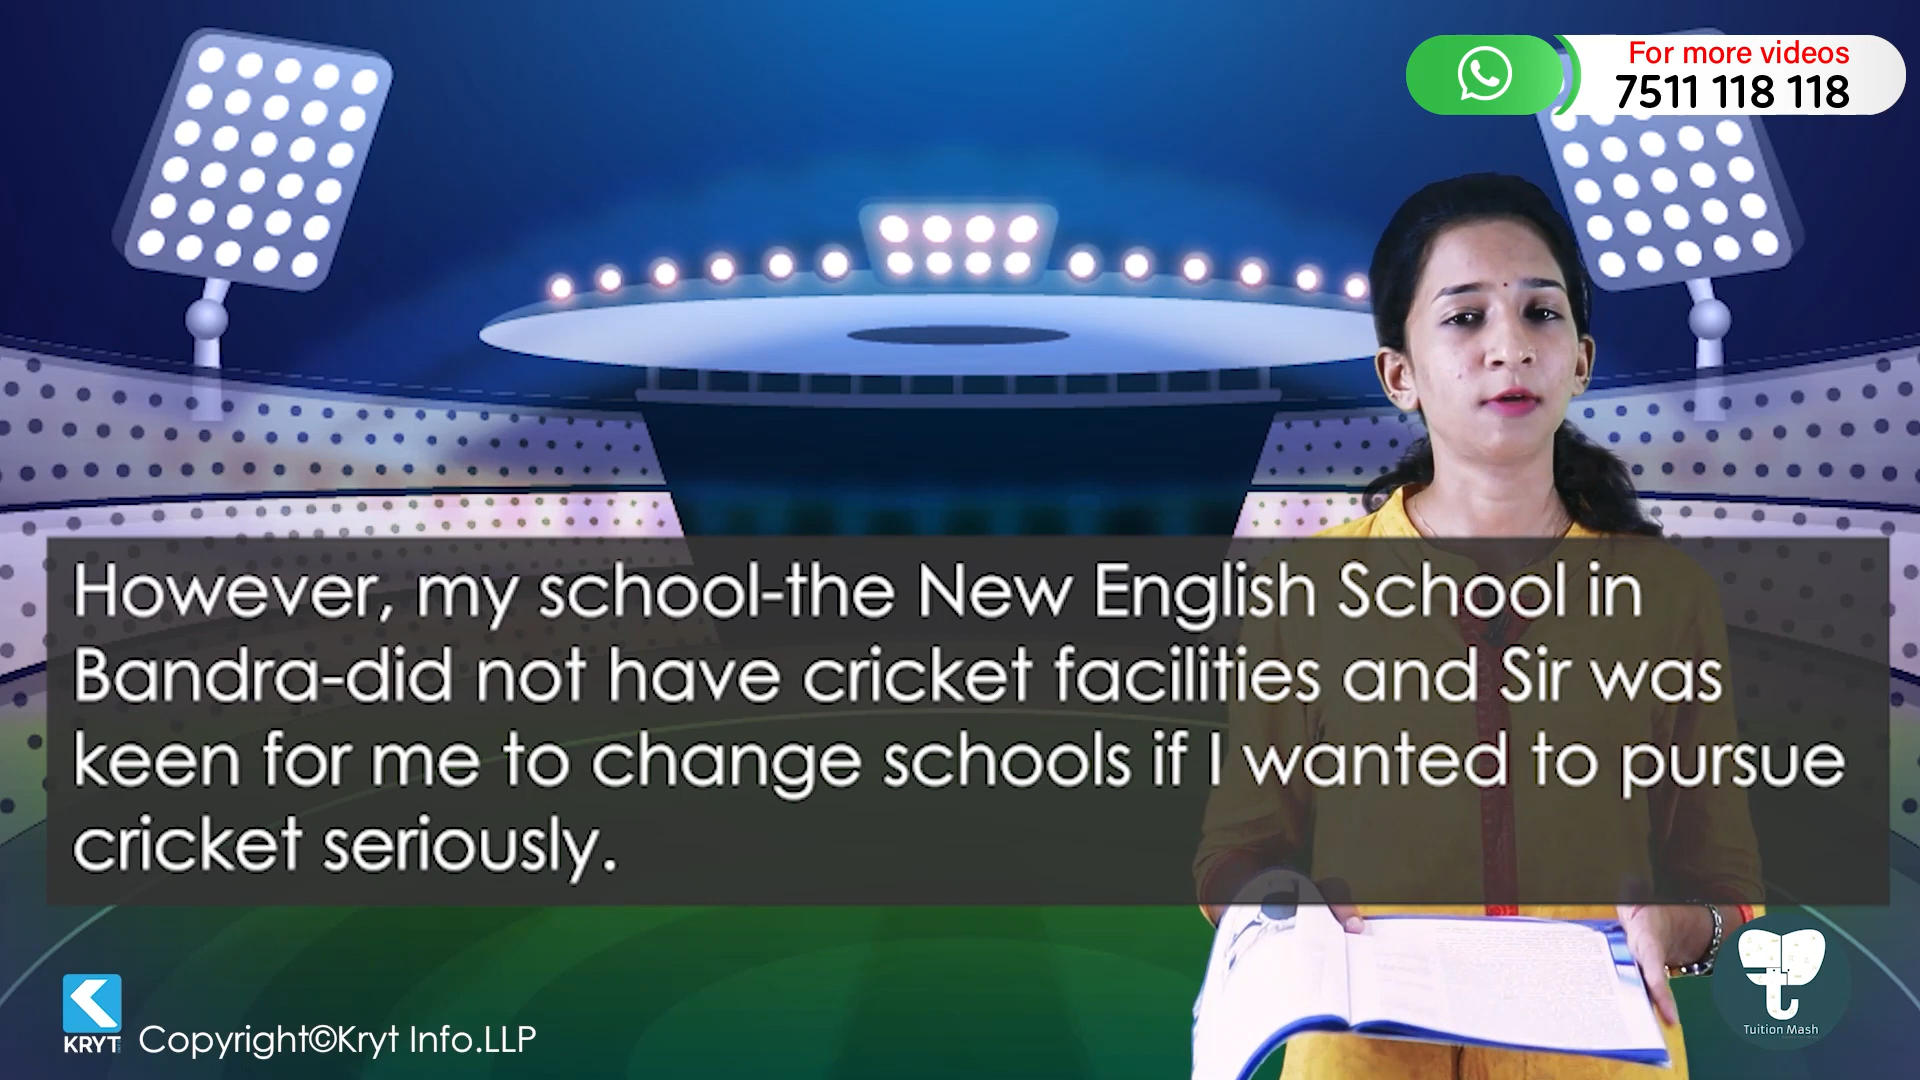 For more videos
7511 118 118
However, my school-the New English School in
Bandra-did not have cricket facilities and Sir was
keen for me to change schools if I wanted to pursue
cricket seriously.
KRYT
Copyright©Kryt Info.LLP
Tuition Mash